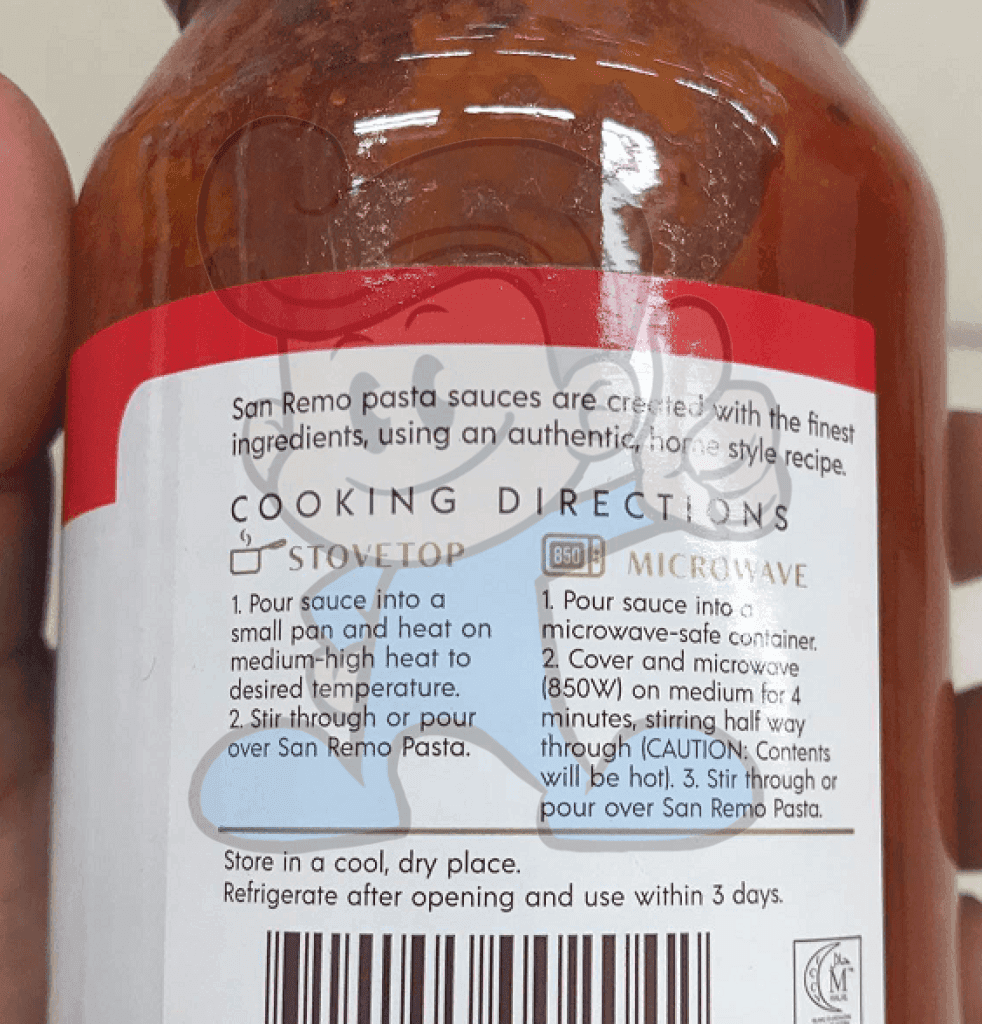 San Remo pasta sauces are created with the finest
ingredients, using an authentic, home style recipe.
COOKING DIRECTIONS
STOVETOP
1. Pour sauce into a
small pan and heat on
medium-high heat to
desired temperature.
2. Stir through or pour
over San Remo Pasta.
850
MICROWAVE
1. Pour sauce into a
microwave-safe container.
2. Cover and microwave
(850W) on medium for 4
minutes, stirring half way
through (CAUTION: Contents
will be hot). 3. Stir through or
pour over San Remo Pasta.
Store in a cool, dry place.
Refrigerate after opening and use within 3 days.
M
HALAL